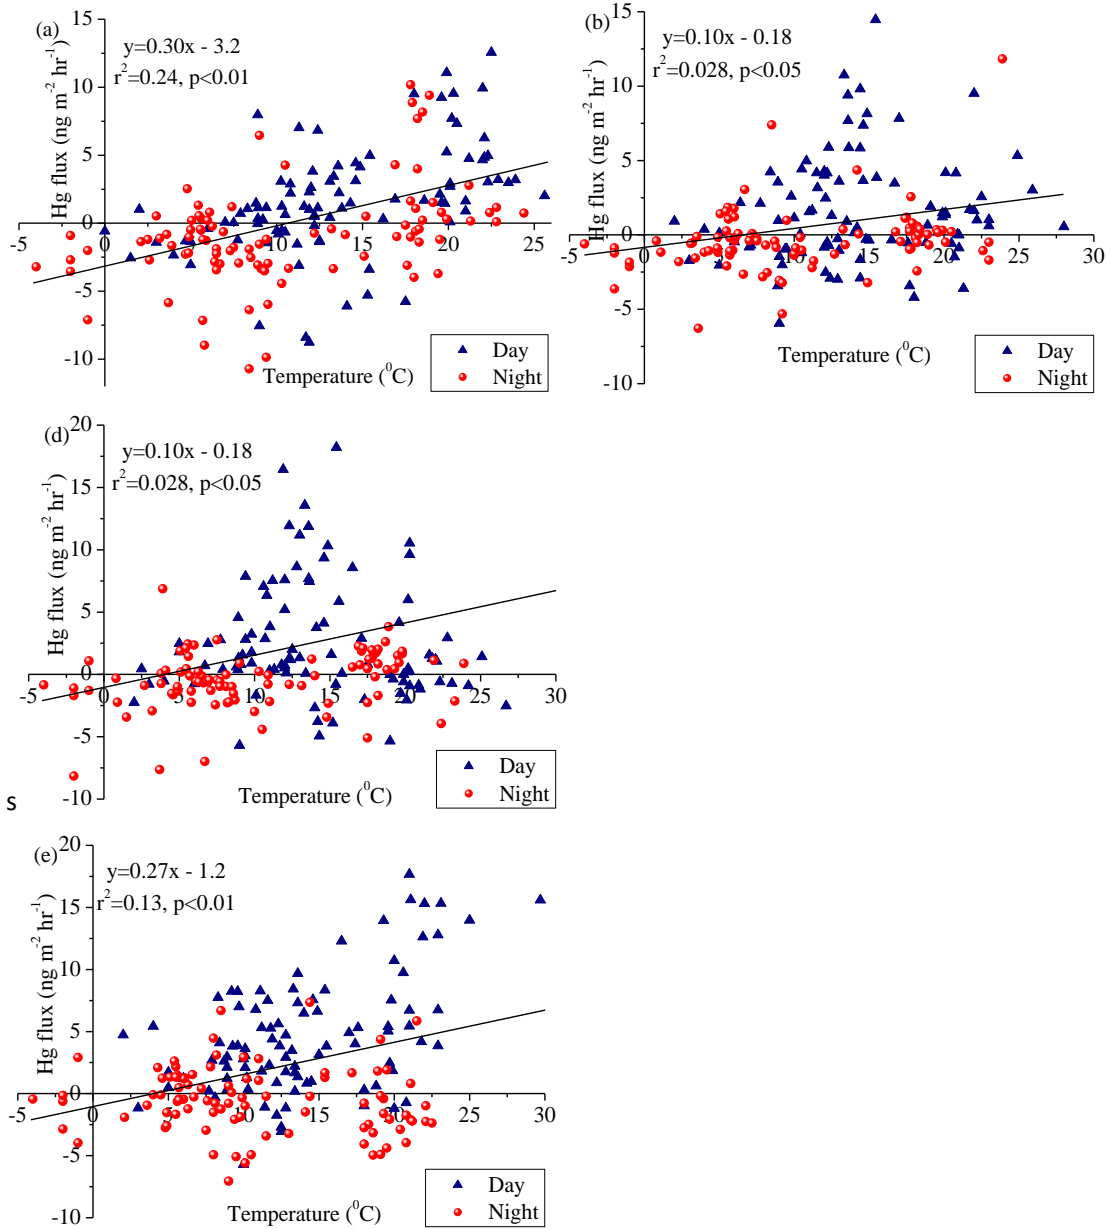 (a)
y=0.30x - 3.2
r²=0.24, p<0.01
Hg flux (ng m⁻² hr⁻¹)
15
10
5
0
-5
-10
-5 0 5 10 15 20 25
Temperature (⁰C)
Day
Night
(b)
y=0.10x - 0.18
r²=0.028, p<0.05
Hg flux (ng m⁻² hr⁻¹)
15
10
5
0
-5
-10
-5 0 5 10 15 20 25 30
Temperature (⁰C)
Day
Night
(d)
y=0.10x - 0.18
r²=0.028, p<0.05
Hg flux (ng m⁻² hr⁻¹)
20
15
10
5
0
-5
-10
-5 0 5 10 15 20 25 30
Temperature (⁰C)
Day
Night
s
(e)
y=0.27x - 1.2
r²=0.13, p<0.01
Hg flux (ng m⁻² hr⁻¹)
20
15
10
5
0
-5
-10
-5 0 5 10 15 20 25 30
Temperature (⁰C)
Day
Night